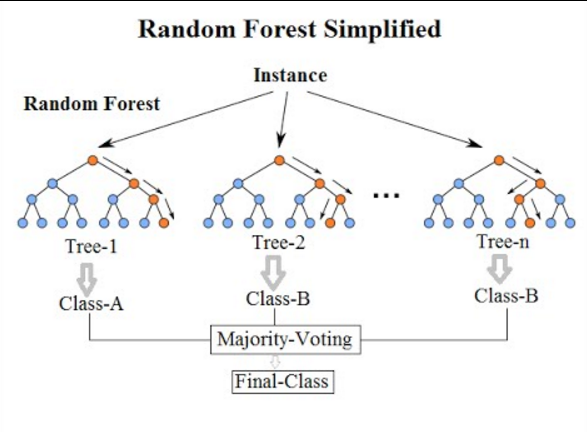 Random Forest Simplified
Instance
Random Forest
...
Tree-1
Tree-2
Tree-n
Class-A
Class-B
Class-B
Majority-Voting
Final-Class